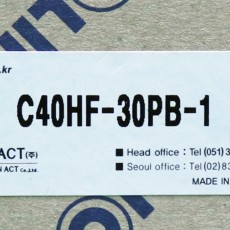 .kr
C40HF-30PB-1
ACT(주)
N ACT Co.,Ltd.
■ Head office : Tel (051) 3
■ Seoul office : Tel (02) 83
MADE IN